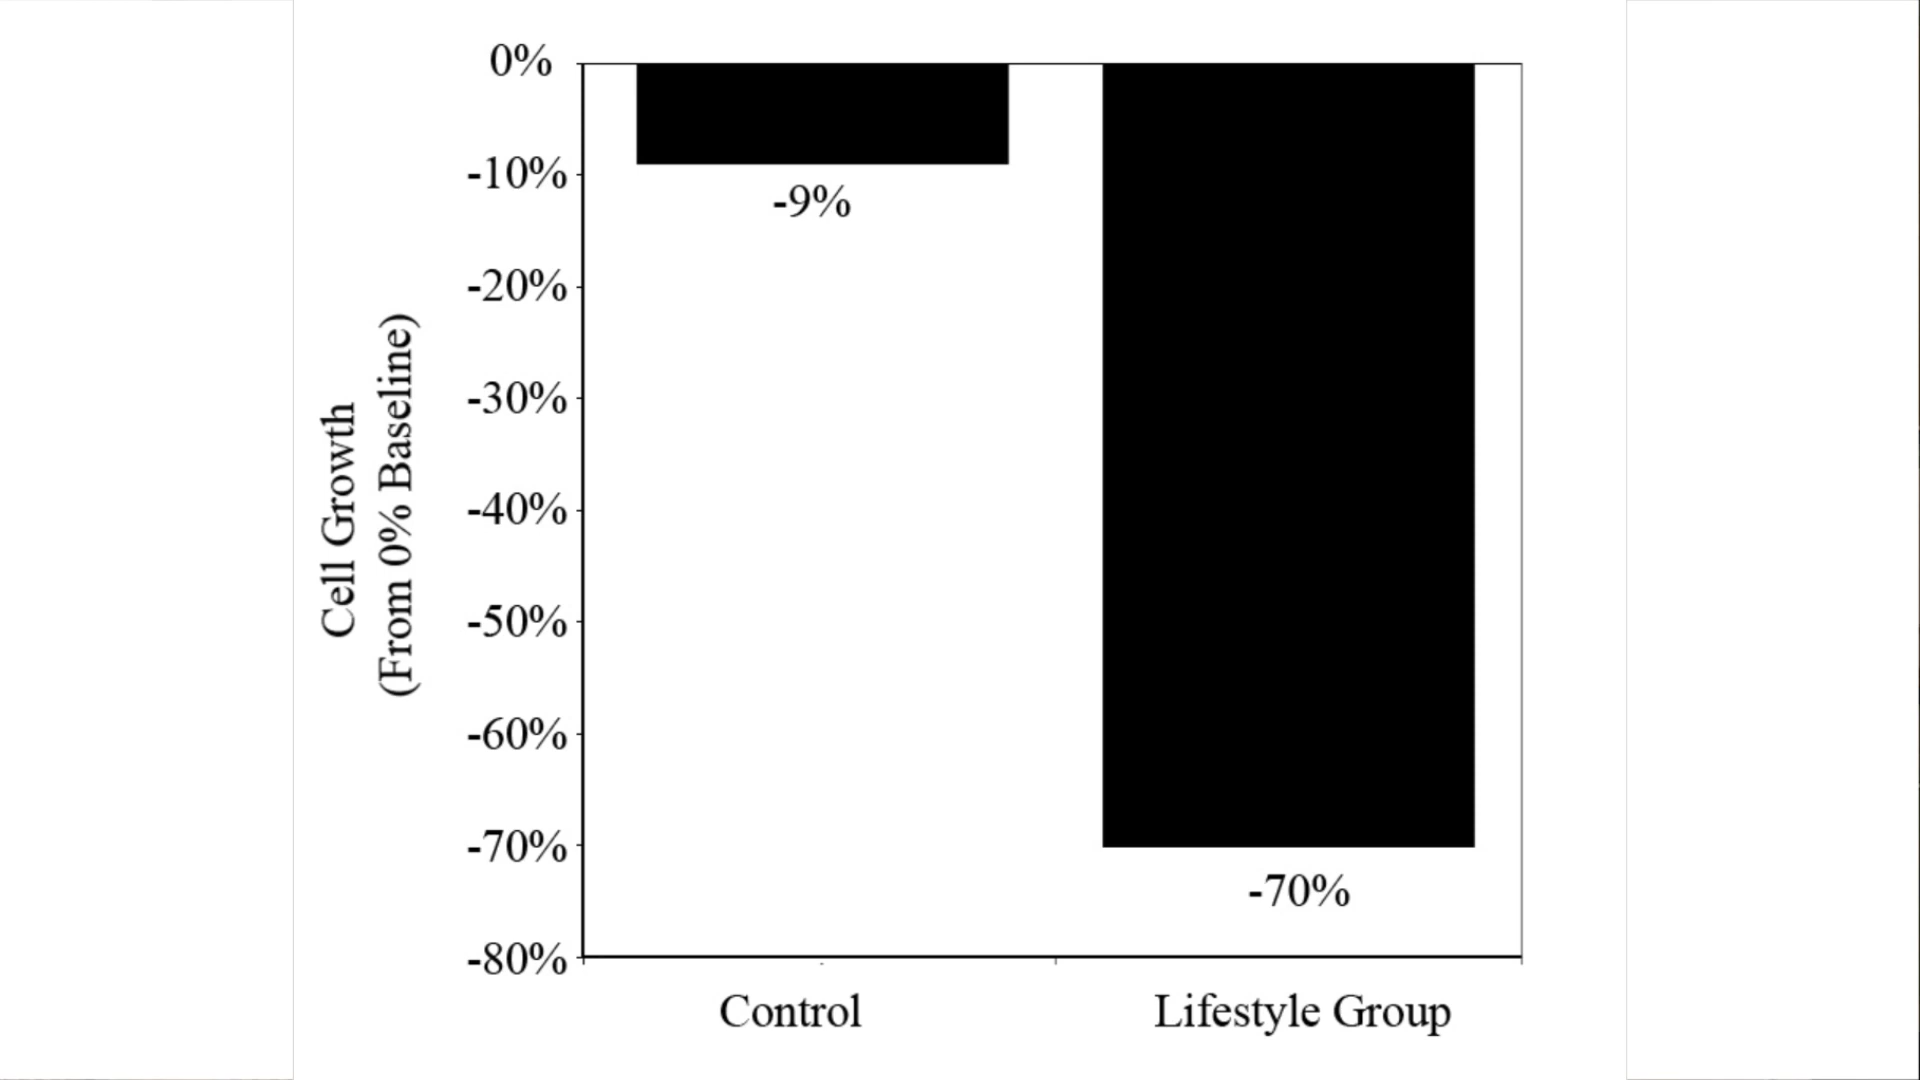 0%
-10%
-20%
-30%
-40%
-50%
-60%
-70%
-80%
Cell Growth
(From 0% Baseline)
-9%
-70%
Control
Lifestyle Group